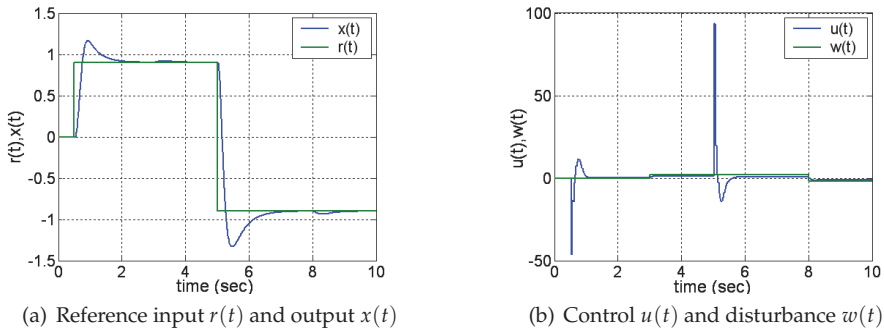 1.5
1
0.5
0
-0.5
-1
-1.5
r(t),x(t)
x(t)
r(t)
0
2
4
6
8
10
time (sec)
(a) Reference input r(t) and output x(t)
100
50
0
-50
u(t),w(t)
u(t)
w(t)
0
2
4
6
8
10
time (sec)
(b) Control u(t) and disturbance w(t)